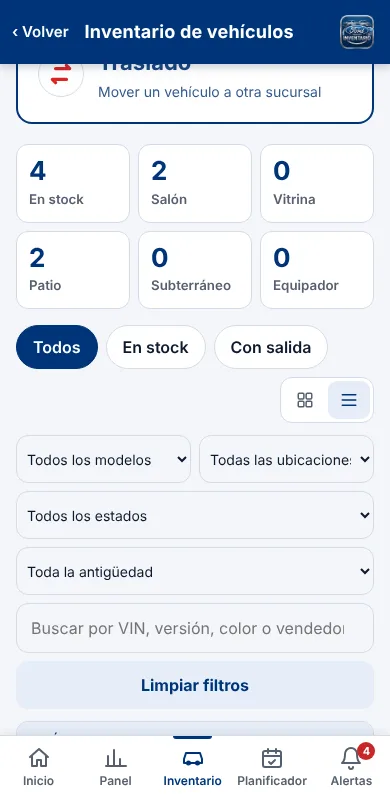 ‹ Volver Inventario de vehículos
Traslado
Mover un vehículo a otra sucursal
4 2 0
En stock Salón Vitrina
2 0 0
Patio Subterráneo Equipador
Todos En stock Con salida
Todos los modelos Todas las ubicaciones
Todos los estados
Toda la antigüedad
Buscar por VIN, versión, color o vendedor
Limpiar filtros
4
Inicio Panel Inventario Planificador Alertas